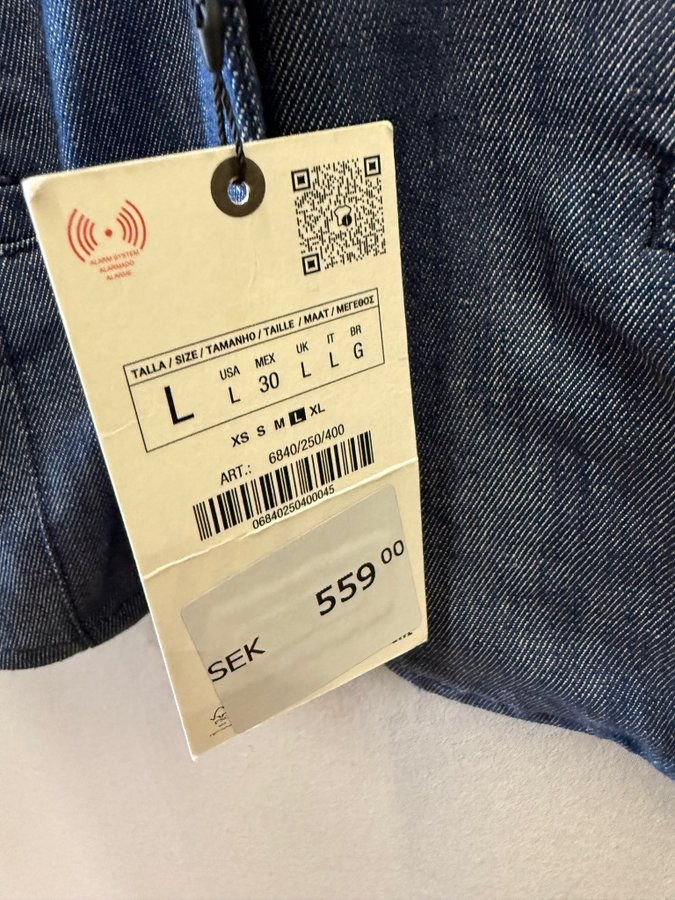 ALARM SYSTEM
ALARMADO
ALARME
TALLA / SIZE / TAMANHO / TAILLE / MAAT / ΜΕΓΕΘΟΣ
L
USA MEX UK IT BR
L 30 L L G
XS S M L XL
ART.: 6840/250/400
06840250400045
559 00
SEK